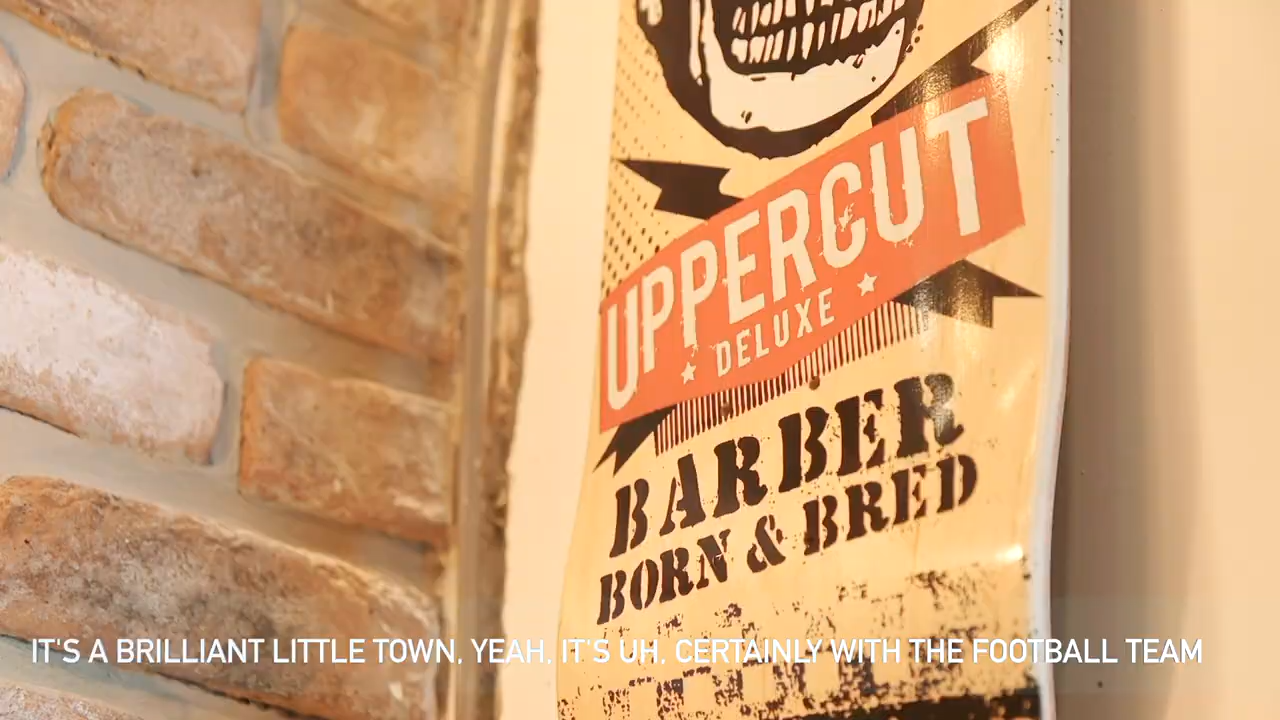 UPPERCUT
DELUXE
BARBER
BORN & BRED
IT'S A BRILLIANT LITTLE TOWN, YEAH, IT'S UH, CERTAINLY WITH THE FOOTBALL TEAM